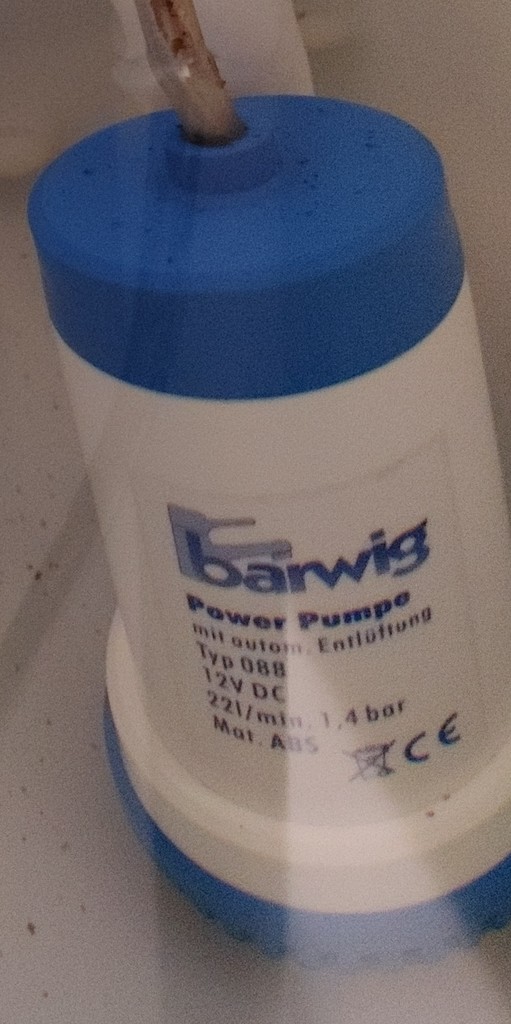 barwig
Power Pumpe
mit autom. Entlüftung
Typ 088
12V DC
22l/min, 1,4 bar
Mat. ABS
CE